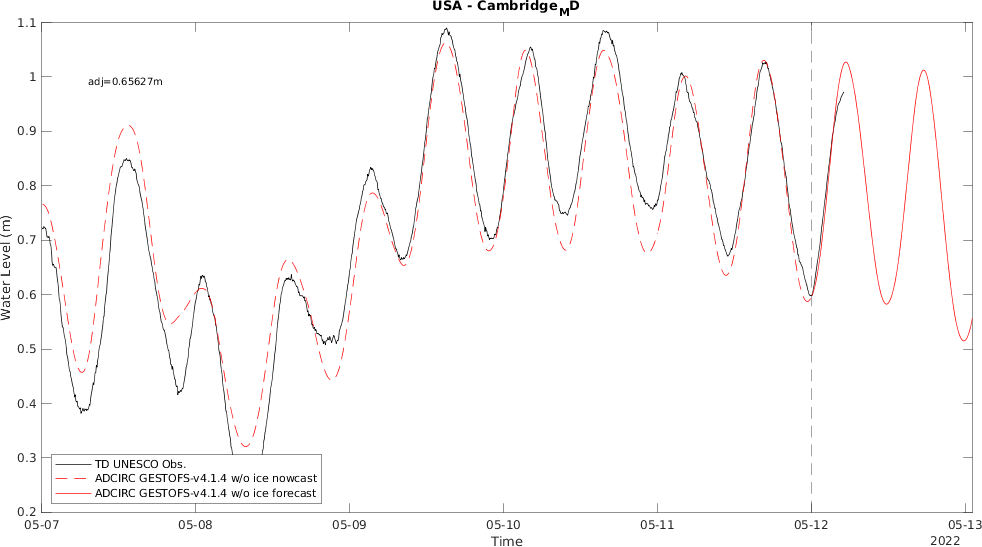 USA - Cambridge_MD
1.1
1
0.9
0.8
0.7
0.6
0.5
0.4
0.3
0.2
Water Level (m)
adj=0.65627m
TD UNESCO Obs.
ADCIRC GESTOFS-v4.1.4 w/o ice nowcast
ADCIRC GESTOFS-v4.1.4 w/o ice forecast
05-07 05-08 05-09 05-10 05-11 05-12 05-13
Time
2022